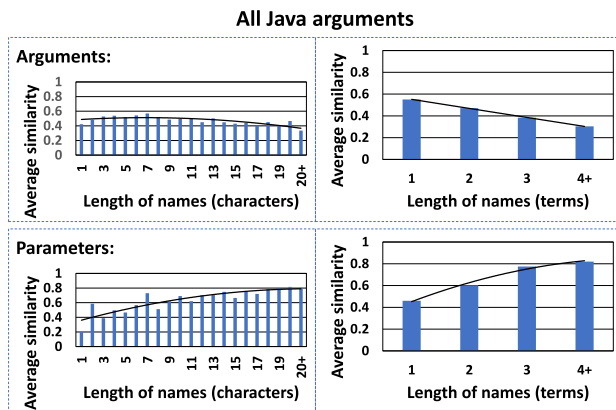 All Java arguments
Arguments:
Average similarity
1
0.8
0.6
0.4
0.2
0
1 3 5 7 9 11 13 15 17 19 20+
Length of names (characters)
Average similarity
1
0.8
0.6
0.4
0.2
0
1 2 3 4+
Length of names (terms)
Parameters:
Average similarity
1
0.8
0.6
0.4
0.2
0
1 3 5 7 9 11 13 15 17 19 20+
Length of names (characters)
Average similarity
1
0.8
0.6
0.4
0.2
0
1 2 3 4+
Length of names (terms)